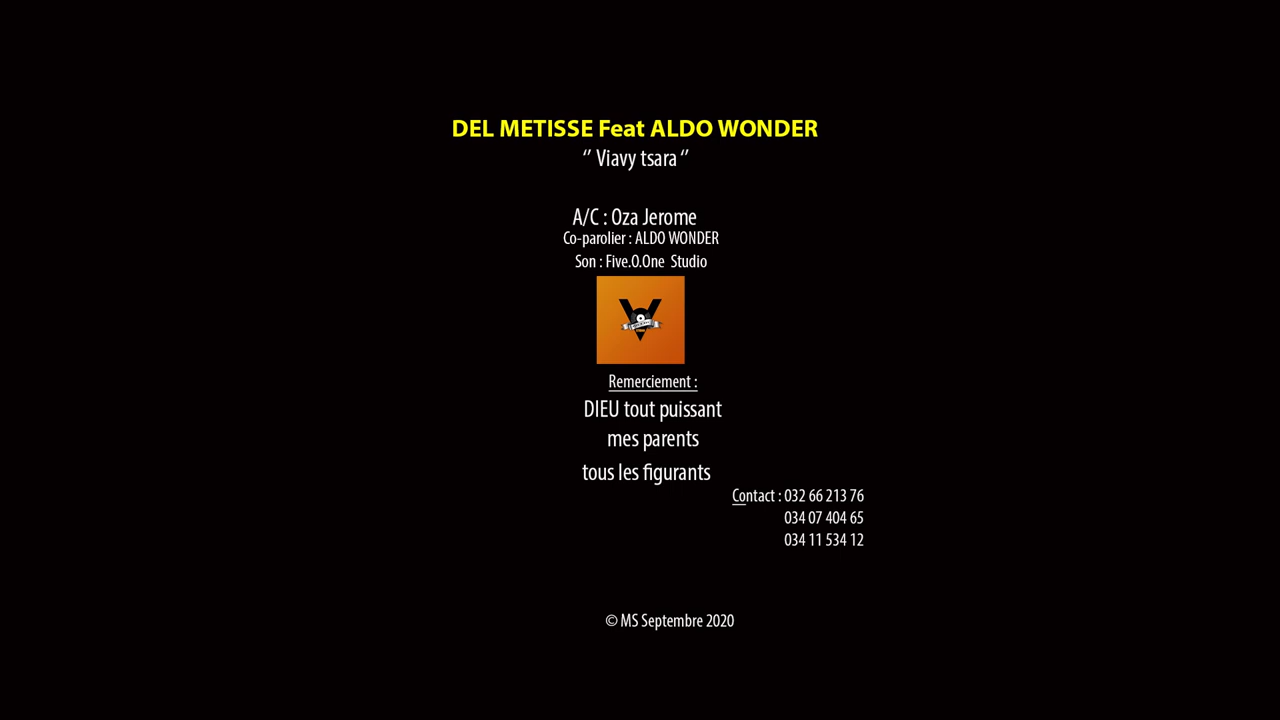 DEL METISSE Feat ALDO WONDER
‘’ Viavy tsara ‘’
A/C : Oza Jerome
Co-parolier : ALDO WONDER
Son : Five.O.One Studio
Remerciement :
DIEU tout puissant
mes parents
tous les figurants
Contact : 032 66 213 76
034 07 404 65
034 11 534 12
© MS Septembre 2020